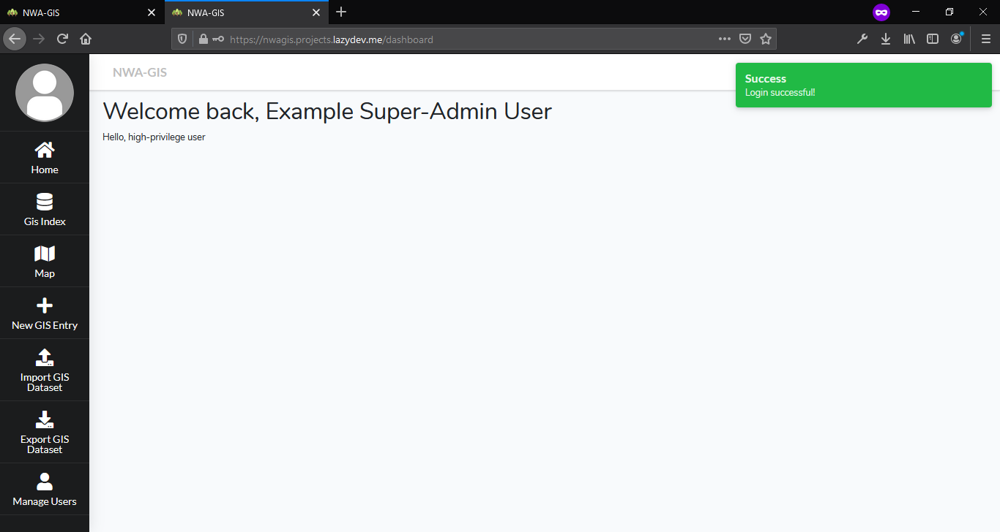 NWA-GIS
NWA-GIS
https://nwagis.projects.lazydev.me/dashboard
NWA-GIS
Success
Login successful!
Welcome back, Example Super-Admin User
Hello, high-privilege user
Home
Gis Index
Map
New GIS Entry
Import GIS
Dataset
Export GIS
Dataset
Manage Users